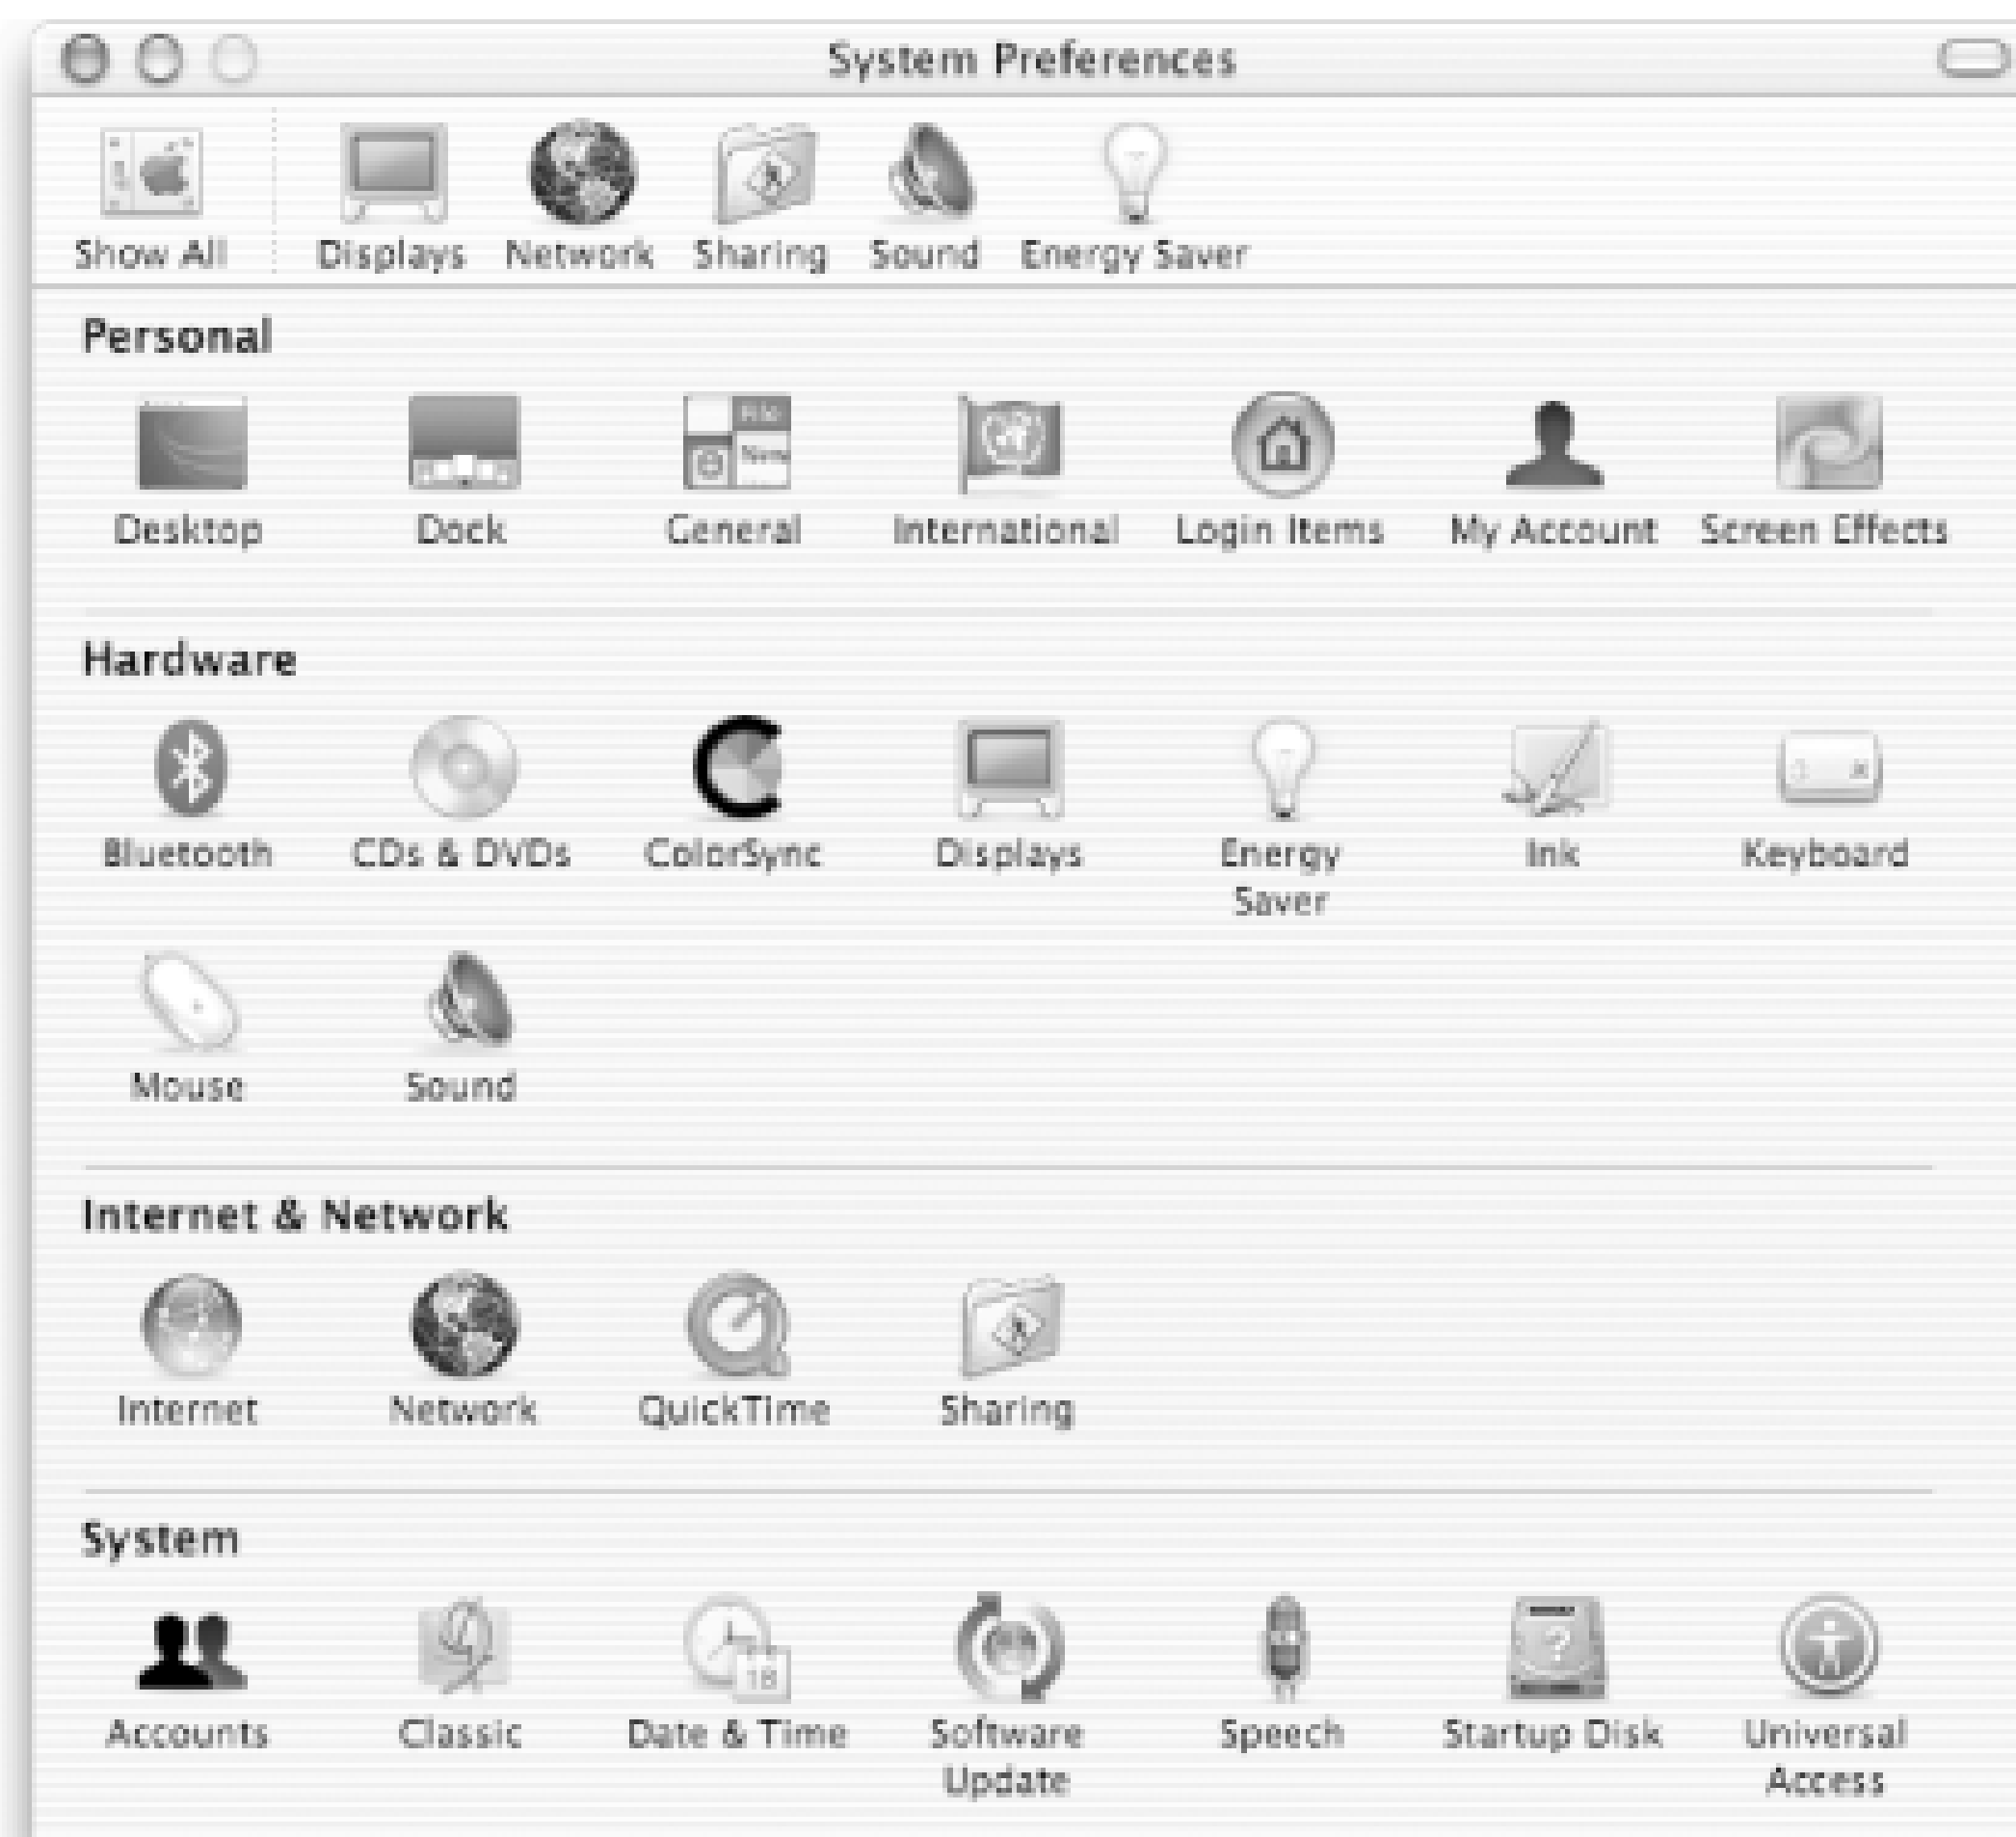 System Preferences
Show All Displays Network Sharing Sound Energy Saver
Personal
Desktop Dock General International Login Items My Account Screen Effects
Hardware
Bluetooth CDs & DVDs ColorSync Displays Energy Saver Ink Keyboard
Mouse Sound
Internet & Network
Internet Network QuickTime Sharing
System
18
Accounts Classic Date & Time Software Update Speech Startup Disk Universal Access